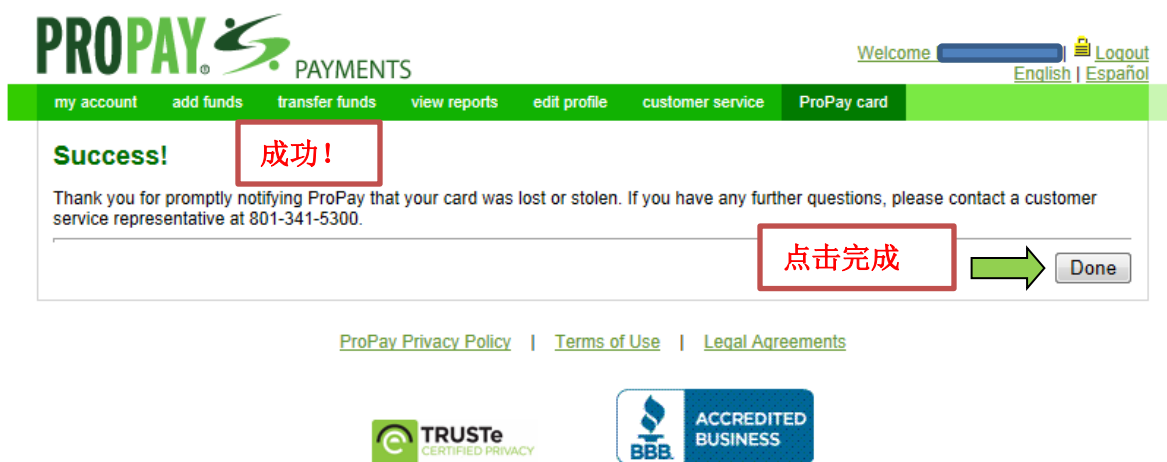 PROPAY® PAYMENTS
Welcome | Logout
English | Español
my account add funds transfer funds view reports edit profile customer service ProPay card
Success!
成功！
Thank you for promptly notifying ProPay that your card was lost or stolen. If you have any further questions, please contact a customer
service representative at 801-341-5300.
点击完成
Done
ProPay Privacy Policy | Terms of Use | Legal Agreements
TRUSTe
CERTIFIED PRIVACY
BBB.
ACCREDITED
BUSINESS